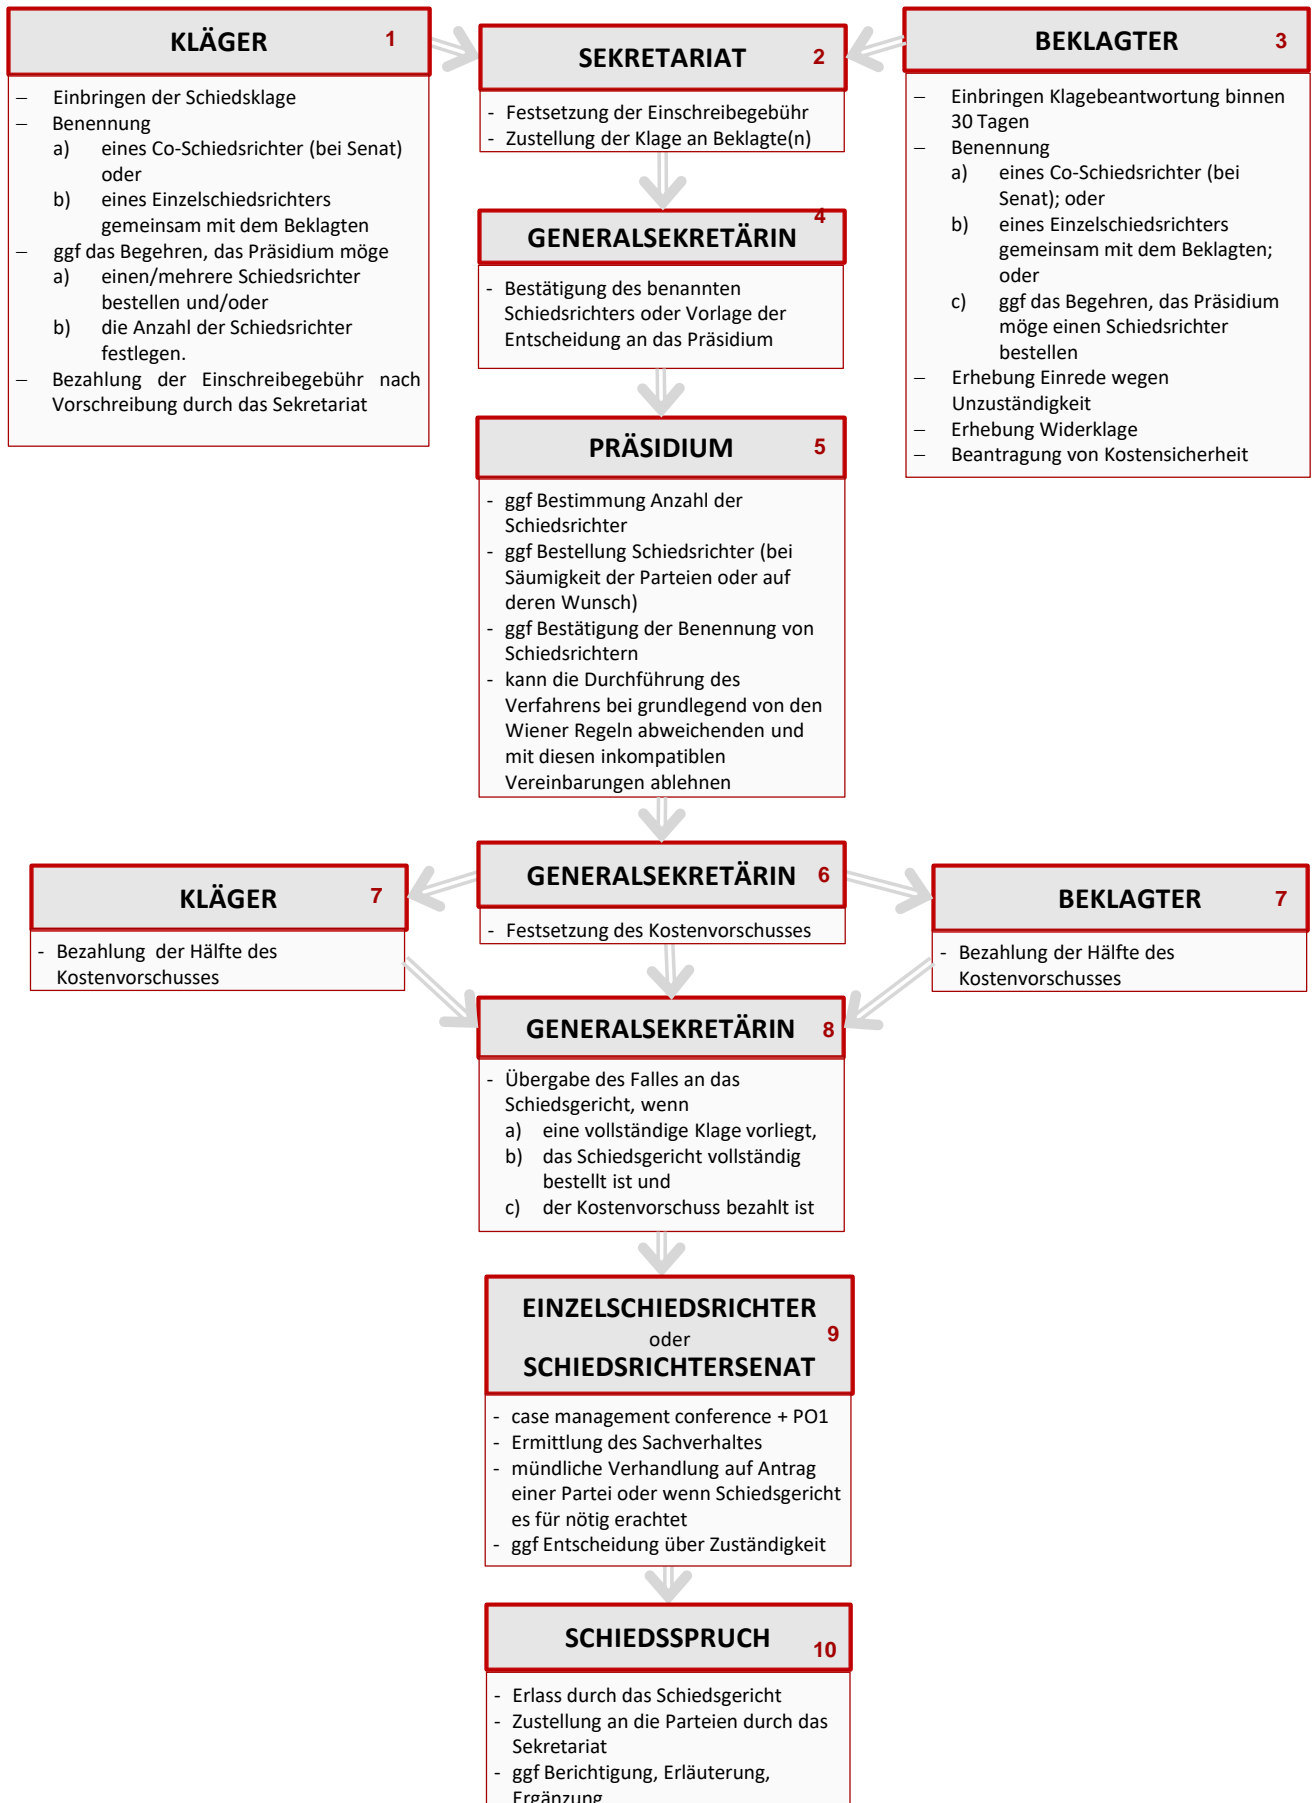 KLÄGER 1
– Einbringen der Schiedsklage
– Benennung
a) eines Co-Schiedsrichter (bei Senat)
oder
b) eines Einzelschiedsrichters
gemeinsam mit dem Beklagten
– ggf das Begehren, das Präsidium möge
a) einen/mehrere Schiedsrichter
bestellen und/oder
b) die Anzahl der Schiedsrichter
festlegen.
– Bezahlung der Einschreibegebühr nach
Vorschreibung durch das Sekretariat
SEKRETARIAT 2
- Festsetzung der Einschreibegebühr
- Zustellung der Klage an Beklagte(n)
BEKLAGTER 3
– Einbringen Klagebeantwortung binnen
30 Tagen
– Benennung
a) eines Co-Schiedsrichter (bei
Senat); oder
b) eines Einzelschiedsrichters
gemeinsam mit dem Beklagten;
oder
c) ggf das Begehren, das Präsidium
möge einen Schiedsrichter
bestellen
– Erhebung Einrede wegen
Unzuständigkeit
– Erhebung Widerklage
– Beantragung von Kostensicherheit
GENERALSEKRETÄRIN 4
- Bestätigung des benannten
Schiedsrichters oder Vorlage der
Entscheidung an das Präsidium
PRÄSIDIUM 5
- ggf Bestimmung Anzahl der
Schiedsrichter
- ggf Bestellung Schiedsrichter (bei
Säumigkeit der Parteien oder auf
deren Wunsch)
- ggf Bestätigung der Benennung von
Schiedsrichtern
- kann die Durchführung des
Verfahrens bei grundlegend von den
Wiener Regeln abweichenden und
mit diesen inkompatiblen
Vereinbarungen ablehnen
GENERALSEKRETÄRIN 6
- Festsetzung des Kostenvorschusses
KLÄGER 7
- Bezahlung der Hälfte des
Kostenvorschusses
BEKLAGTER 7
- Bezahlung der Hälfte des
Kostenvorschusses
GENERALSEKRETÄRIN 8
- Übergabe des Falles an das
Schiedsgericht, wenn
a) eine vollständige Klage vorliegt,
b) das Schiedsgericht vollständig
bestellt ist und
c) der Kostenvorschuss bezahlt ist
EINZELSCHIEDSRICHTER
oder 9
SCHIEDSRICHTERSENAT
- case management conference + PO1
- Ermittlung des Sachverhaltes
- mündliche Verhandlung auf Antrag
einer Partei oder wenn Schiedsgericht
es für nötig erachtet
- ggf Entscheidung über Zuständigkeit
SCHIEDSSPRUCH 10
- Erlass durch das Schiedsgericht
- Zustellung an die Parteien durch das
Sekretariat
- ggf Berichtigung, Erläuterung,
Ergänzung